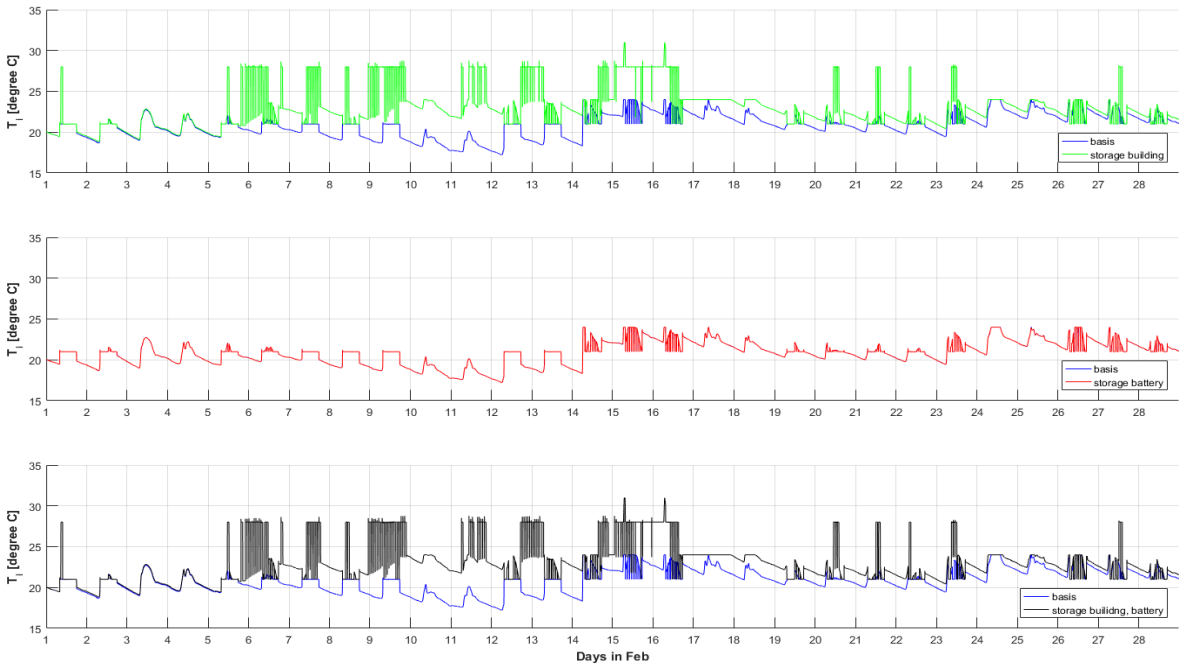 35
30
25
20
15
T_i [degree C]
basis
storage building
1 2 3 4 5 6 7 8 9 10 11 12 13 14 15 16 17 18 19 20 21 22 23 24 25 26 27 28
35
30
25
20
15
T_i [degree C]
basis
storage battery
1 2 3 4 5 6 7 8 9 10 11 12 13 14 15 16 17 18 19 20 21 22 23 24 25 26 27 28
35
30
25
20
15
T_i [degree C]
basis
storage builidng, battery
1 2 3 4 5 6 7 8 9 10 11 12 13 14 15 16 17 18 19 20 21 22 23 24 25 26 27 28
Days in Feb